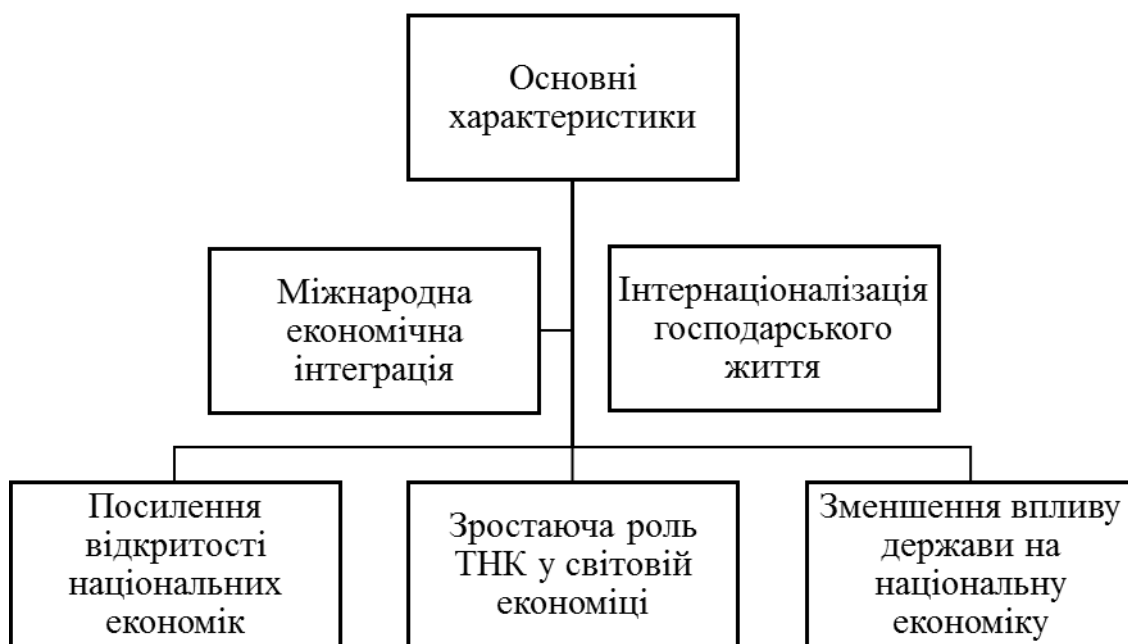 Основні
характеристики
Міжнародна
економічна
інтеграція
Інтернаціоналізація
господарського
життя
Посилення
відкритості
національних
економік
Зростаюча роль
ТНК у світовій
економіці
Зменшення впливу
держави на
національну
економіку